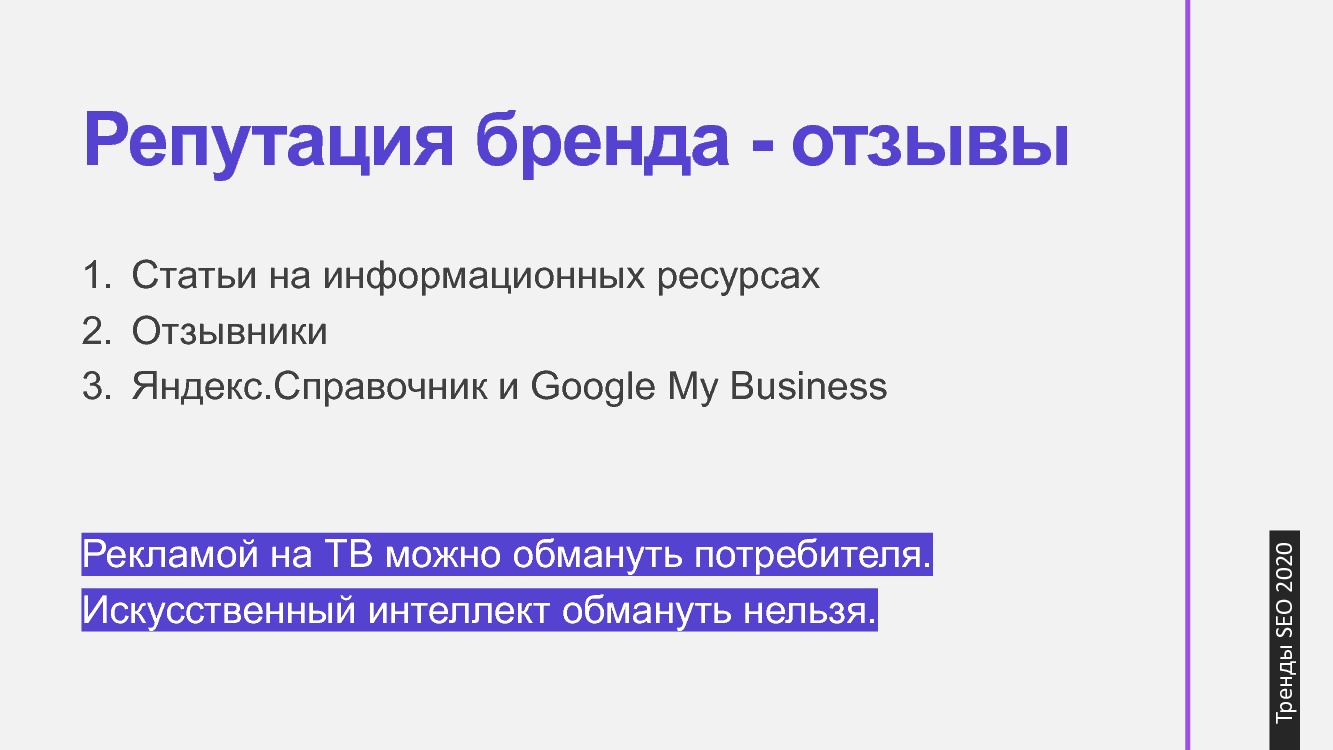 Репутация бренда - отзывы
1. Статьи на информационных ресурсах
2. Отзывники
3. Яндекс.Справочник и Google My Business
Рекламой на ТВ можно обмануть потребителя.
Искусственный интеллект обмануть нельзя.
Тренды SEO 2020